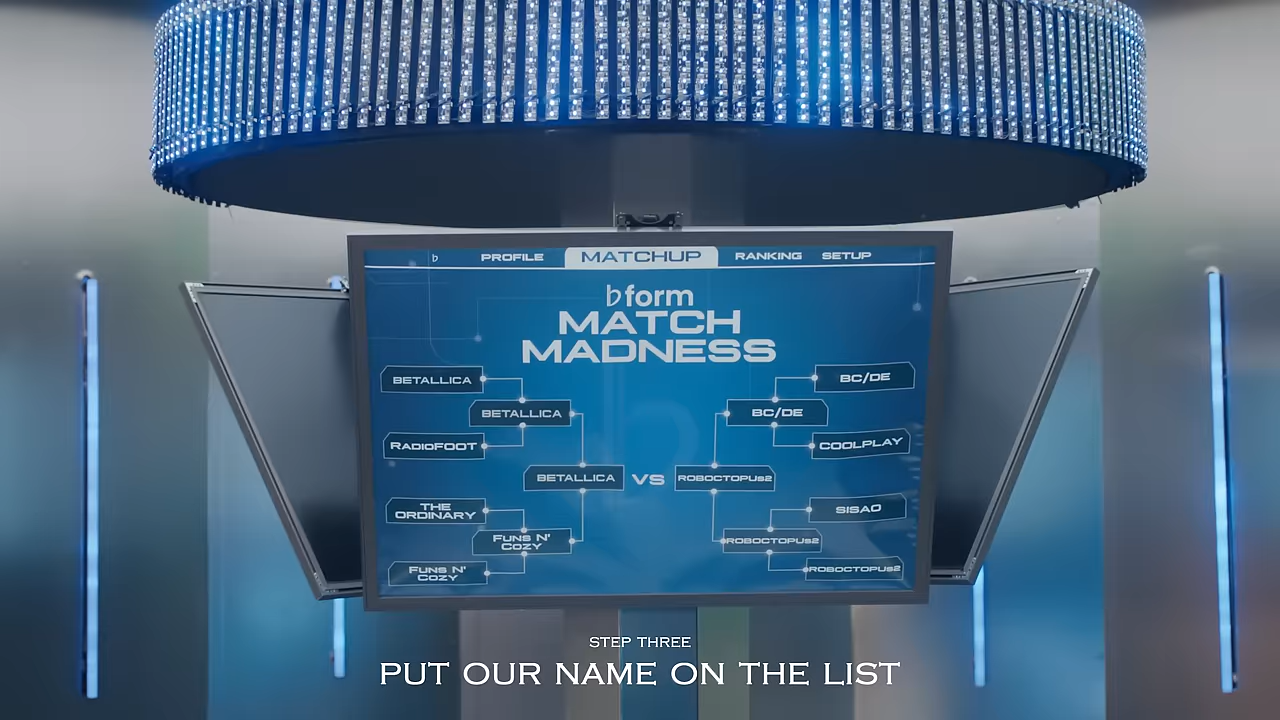 ♭ PROFILE MATCHUP RANKING SETUP
♭form
MATCH
MADNESS
BETALLICA
BETALLICA
RADIOFOOT
BETALLICA
THE
ORDINARY
FUNS N'
COZY
FUNS N'
COZY
VS
BC/DE
BC/DE
COOLPLAY
ROBOCTOPUS2
SISAO
ROBOCTOPUS2
ROBOCTOPUS2
STEP THREE
PUT OUR NAME ON THE LIST